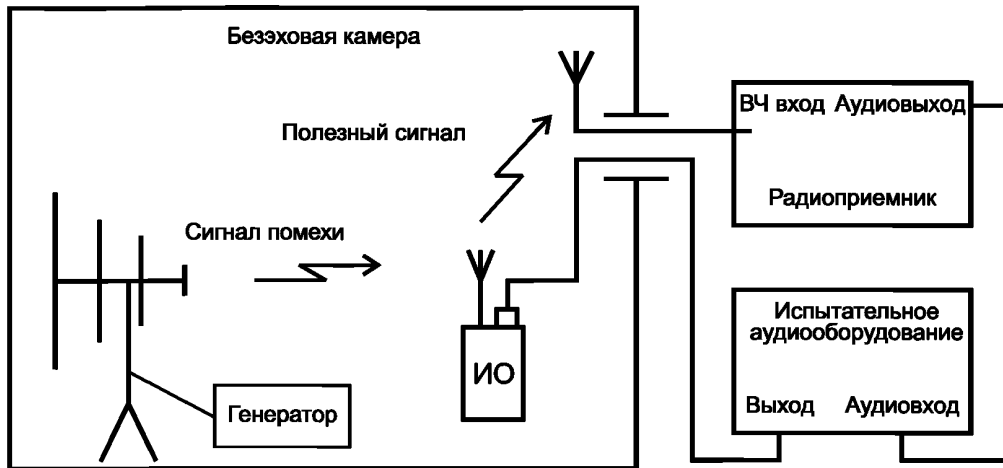 Безэховая камера
Полезный сигнал
Сигнал помехи
ИО
Генератор
ВЧ вход Аудиовыход
Радиоприемник
Испытательное
аудиооборудование
Выход Аудиовход